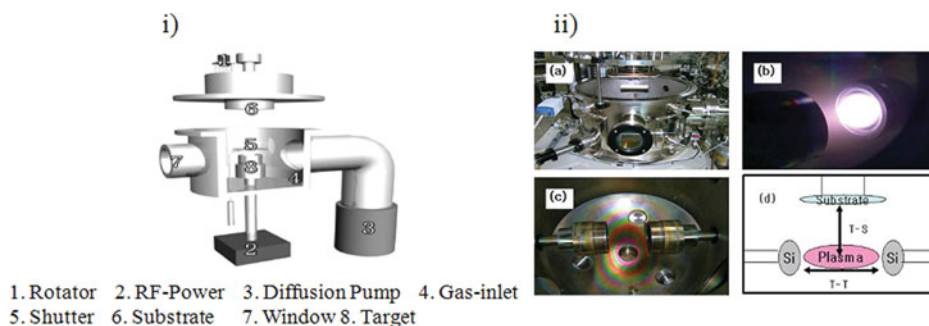 i)
1
6
5
7
8
4
2
3
1. Rotator 2. RF-Power 3. Diffusion Pump 4. Gas-inlet
5. Shutter 6. Substrate 7. Window 8. Target
ii)
(a)
(b)
(c)
(d)
Substrate
T-S
Si
Plasma
Si
T-T